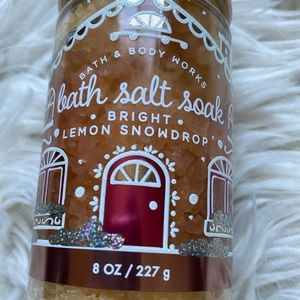 BATH & BODY WORKS
bath salt soak
• BRIGHT •
LEMON SNOWDROP
8 OZ / 227 g